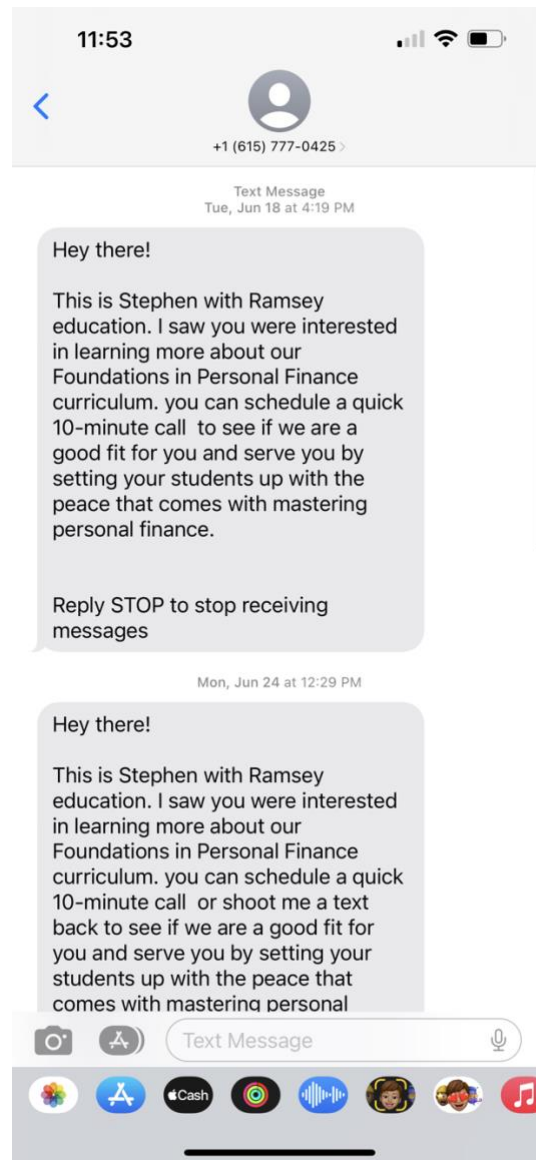 11:53
+1 (615) 777-0425 >
Text Message
Tue, Jun 18 at 4:19 PM
Hey there!
This is Stephen with Ramsey
education. I saw you were interested
in learning more about our
Foundations in Personal Finance
curriculum. you can schedule a quick
10-minute call  to see if we are a
good fit for you and serve you by
setting your students up with the
peace that comes with mastering
personal finance.
Reply STOP to stop receiving
messages
Mon, Jun 24 at 12:29 PM
Hey there!
This is Stephen with Ramsey
education. I saw you were interested
in learning more about our
Foundations in Personal Finance
curriculum. you can schedule a quick
10-minute call  or shoot me a text
back to see if we are a good fit for
you and serve you by setting your
students up with the peace that
comes with mastering personal
Text Message
Cash